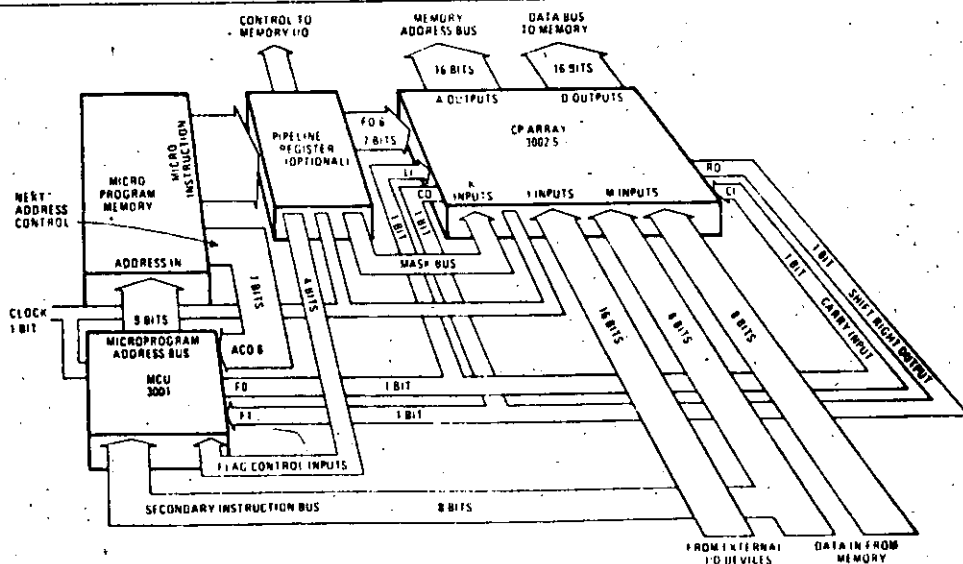 CONTROL TO
MEMORY I/O
MEMORY
ADDRESS BUS
DATA BUS
TO MEMORY
16 BITS
16 BITS
A OUTPUTS
D OUTPUTS
CP ARRAY
3002 S
MICRO
INSTRUCTION
MICRO
PROGRAM
MEMORY
PIPELINE
REGISTER
(OPTIONAL)
F0 6
7 BITS
LI
CO
K
INPUTS
I INPUTS
M INPUTS
RO
CI
NEXT
ADDRESS
CONTROL
ADDRESS IN
1 BIT
1 BIT
MASK BUS
1 BIT
1 BIT
SHIFT RIGHT OUTPUT
CARRY INPUT
CLOCK
1 BIT
9 BITS
7 BITS
4 BITS
16 BITS
8 BITS
8 BITS
MICROPROGRAM
ADDRESS BUS
AC0 6
MCU
3001
FO
1 BIT
FI
1 BIT
FLAG CONTROL INPUTS
SECONDARY INSTRUCTION BUS
8 BITS
FROM EXTERNAL
I/O DEVICES
DATA IN FROM
MEMORY